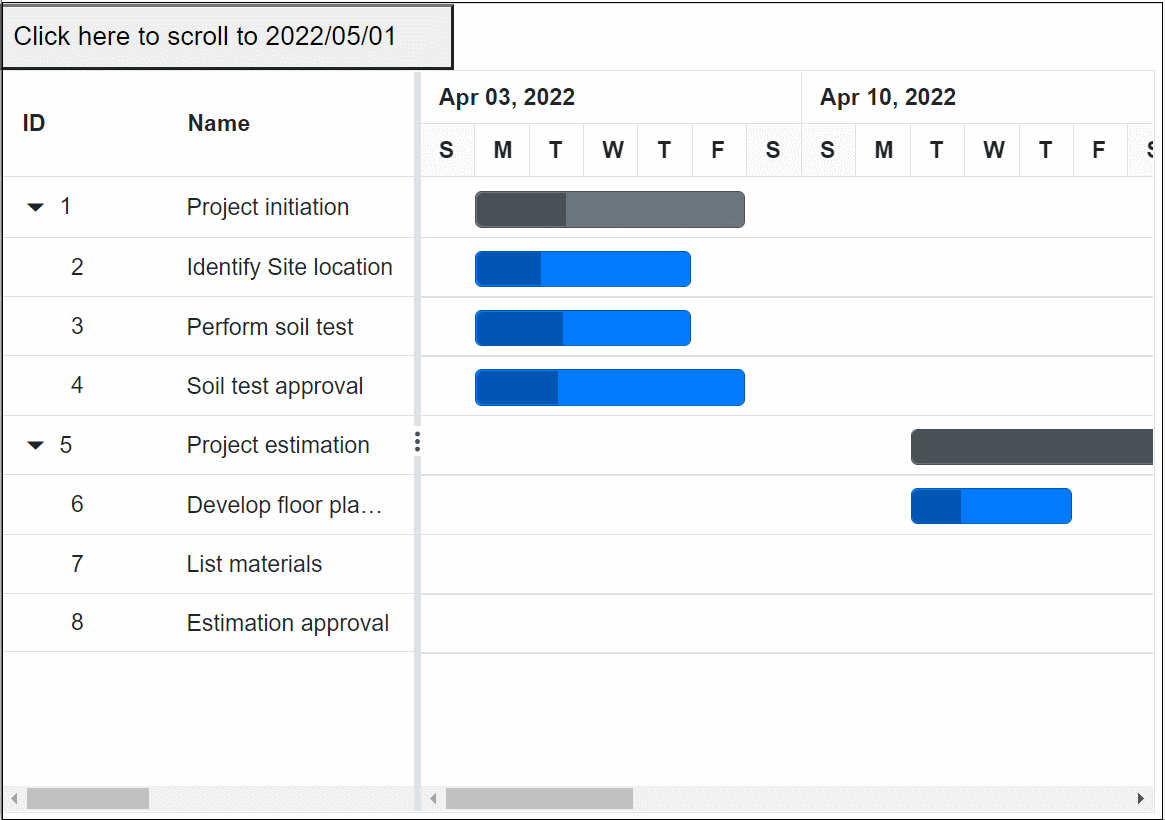 Click here to scroll to 2022/05/01
ID Name Apr 03, 2022 Apr 10, 2022
S M T W T F S S M T W T F S
1 Project initiation
2 Identify Site location
3 Perform soil test
4 Soil test approval
5 Project estimation
6 Develop floor pla…
7 List materials
8 Estimation approval